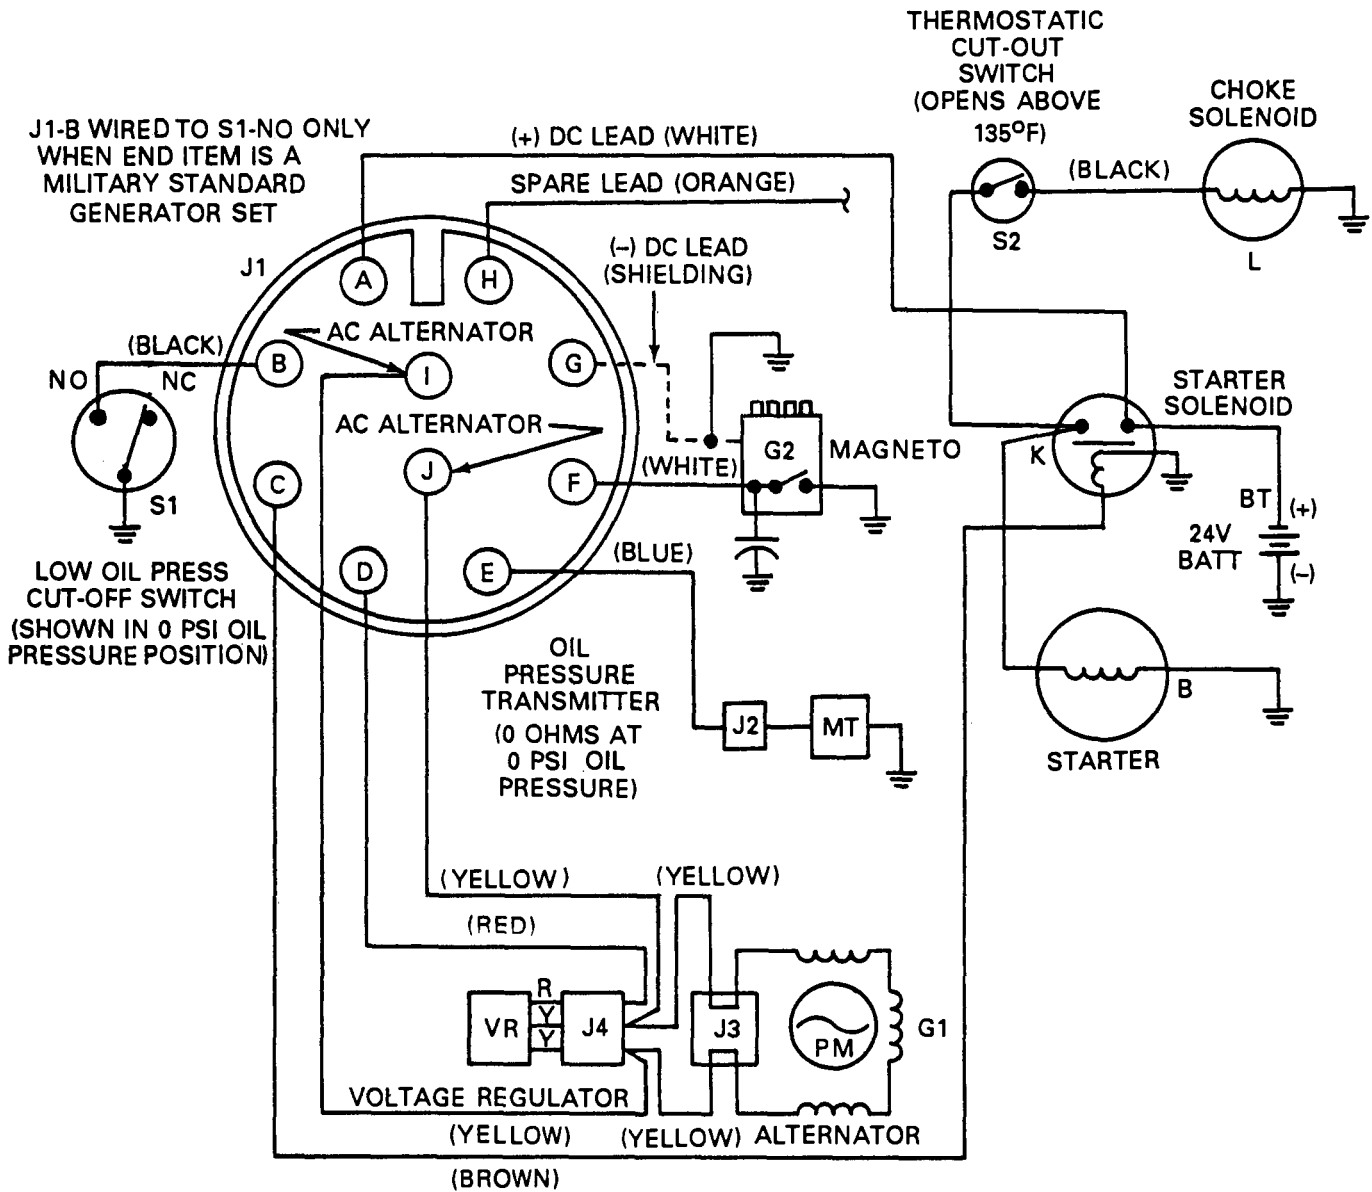 THERMOSTATIC
CUT-OUT
SWITCH
(OPENS ABOVE
135°F)
CHOKE
SOLENOID
J1-B WIRED TO S1-NO ONLY
WHEN END ITEM IS A
MILITARY STANDARD
GENERATOR SET
(+) DC LEAD (WHITE)
SPARE LEAD (ORANGE)
(BLACK)
S2
L
(-) DC LEAD
(SHIELDING)
J1
A
H
AC ALTERNATOR
(BLACK)
B
I
G
NO
NC
AC ALTERNATOR
J
C
F
S1
(WHITE)
G2
MAGNETO
STARTER
SOLENOID
K
BT
(+)
24V
BATT
(-)
LOW OIL PRESS
CUT-OFF SWITCH
(SHOWN IN 0 PSI OIL
PRESSURE POSITION)
D
E
(BLUE)
OIL
PRESSURE
TRANSMITTER
(0 OHMS AT
0 PSI OIL
PRESSURE)
J2
MT
B
STARTER
(YELLOW)
(YELLOW)
(RED)
VR
R
Y
Y
J4
J3
PM
G1
VOLTAGE REGULATOR
(YELLOW)
(YELLOW)
ALTERNATOR
(BROWN)